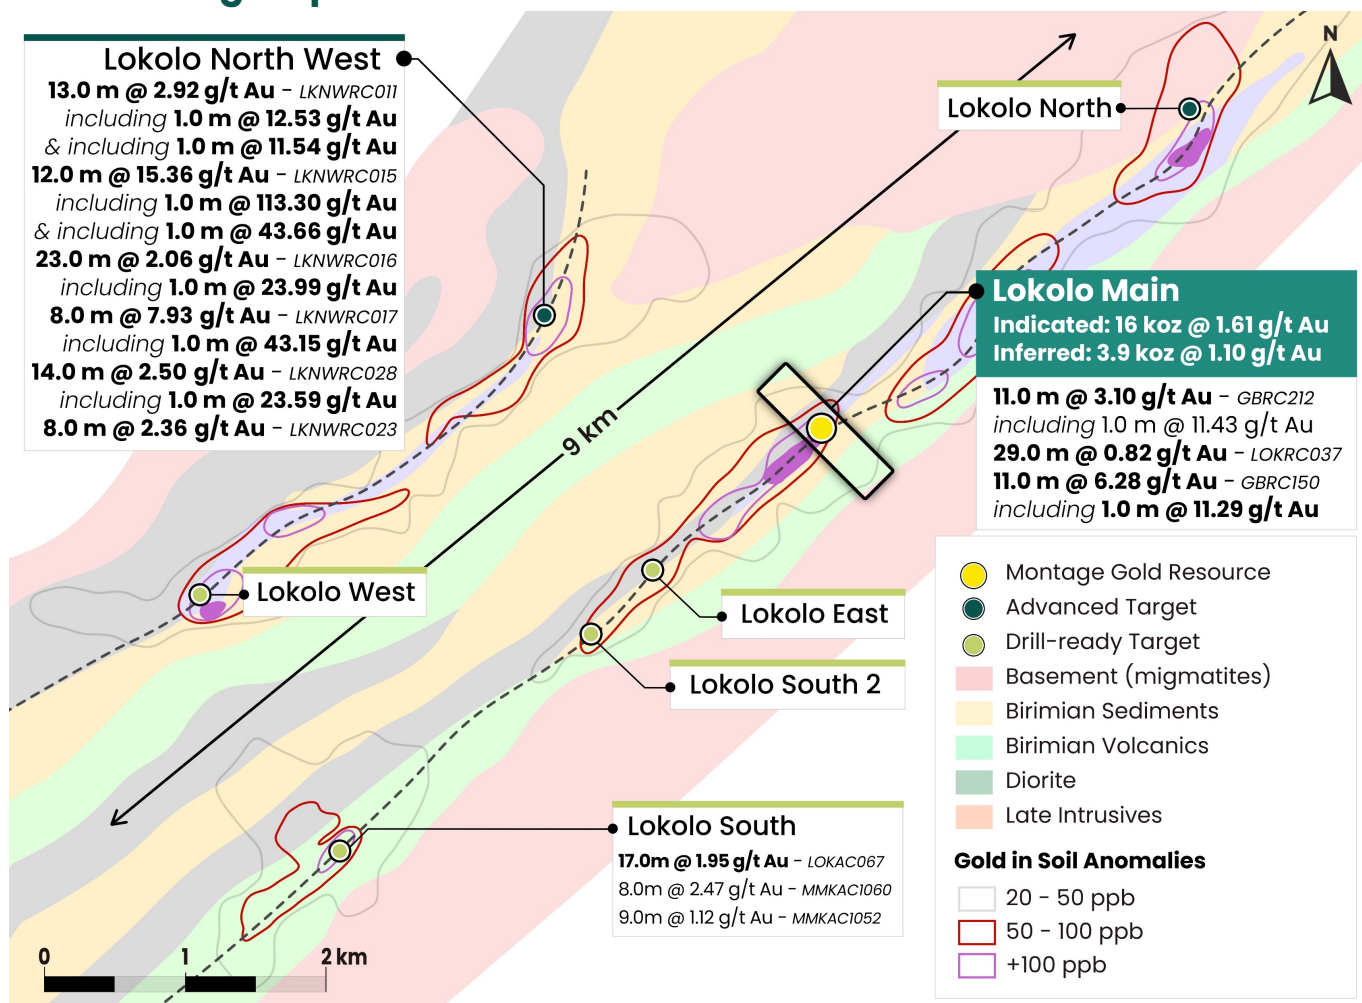 Lokolo North West
13.0 m @ 2.92 g/t Au - LKNWRC011
including 1.0 m @ 12.53 g/t Au
& including 1.0 m @ 11.54 g/t Au
12.0 m @ 15.36 g/t Au - LKNWRC015
including 1.0 m @ 113.30 g/t Au
& including 1.0 m @ 43.66 g/t Au
23.0 m @ 2.06 g/t Au - LKNWRC016
including 1.0 m @ 23.99 g/t Au
8.0 m @ 7.93 g/t Au - LKNWRC017
including 1.0 m @ 43.15 g/t Au
14.0 m @ 2.50 g/t Au - LKNWRC028
including 1.0 m @ 23.59 g/t Au
8.0 m @ 2.36 g/t Au - LKNWRC023
N
Lokolo North
Lokolo Main
Indicated: 16 koz @ 1.61 g/t Au
Inferred: 3.9 koz @ 1.10 g/t Au
11.0 m @ 3.10 g/t Au - GBRC212
including 1.0 m @ 11.43 g/t Au
29.0 m @ 0.82 g/t Au - LOKRC037
11.0 m @ 6.28 g/t Au - GBRC150
including 1.0 m @ 11.29 g/t Au
9 km
Lokolo West
Lokolo East
Lokolo South 2
Lokolo South
17.0m @ 1.95 g/t Au - LOKAC067
8.0m @ 2.47 g/t Au - MMKAC1060
9.0m @ 1.12 g/t Au - MMKAC1052
Montage Gold Resource
Advanced Target
Drill-ready Target
Basement (migmatites)
Birimian Sediments
Birimian Volcanics
Diorite
Late Intrusives
Gold in Soil Anomalies
20 - 50 ppb
50 - 100 ppb
+100 ppb
0 1 2 km